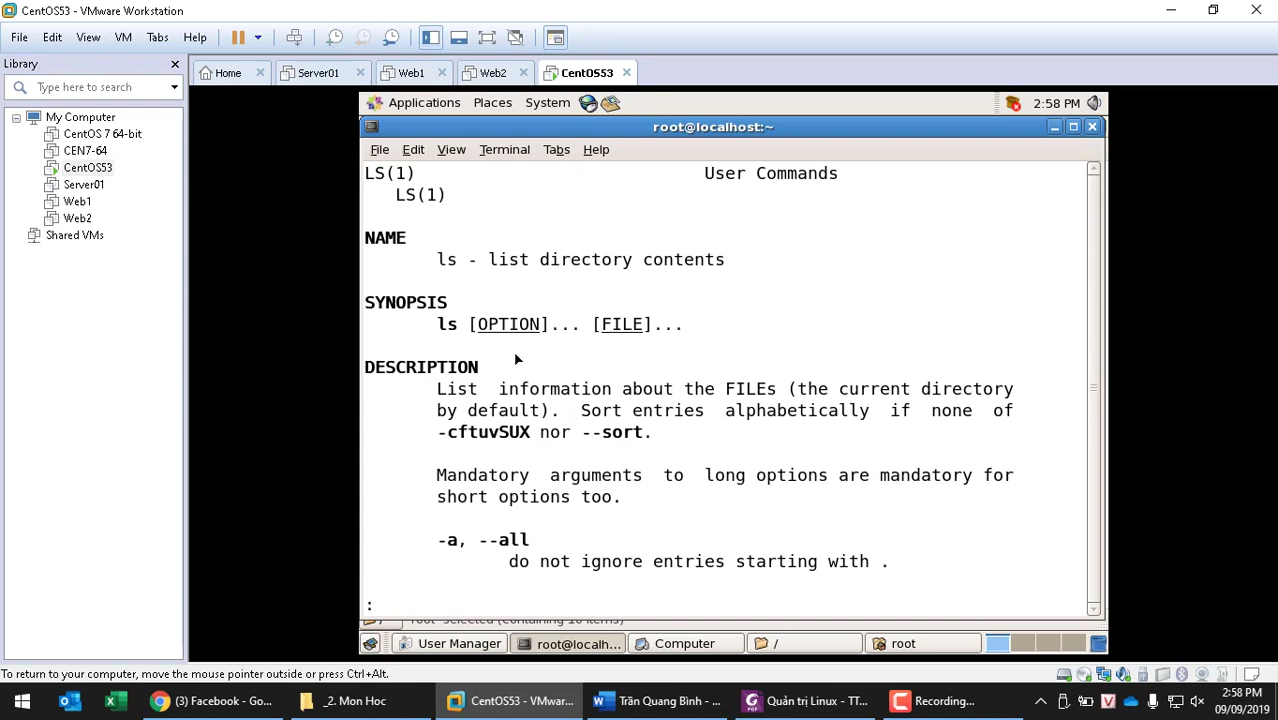 CentOS53 - VMware Workstation
File Edit View VM Tabs Help
Library
Type here to search
My Computer
CentOS 7 64-bit
CEN7-64
CentOS53
Server01
Web1
Web2
Shared VMs
Home Server01 Web1 Web2 CentOS53
Applications Places System 2:58 PM
root@localhost:~
File Edit View Terminal Tabs Help
LS(1) User Commands
LS(1)
NAME
ls - list directory contents
SYNOPSIS
ls [OPTION]... [FILE]...
DESCRIPTION
List information about the FILEs (the current directory
by default). Sort entries alphabetically if none of
-cftuvSUX nor --sort.
Mandatory arguments to long options are mandatory for
short options too.
-a, --all
do not ignore entries starting with .
:
User Manager root@localh... Computer / root
To return to your computer, move the mouse pointer outside or press Ctrl+Alt.
(3) Facebook - Go... _2. Mon Hoc CentOS53 - VMware... Trần Quang Bình - ... Quản trị Linux - TT... Recording... 2:58 PM
09/09/2019